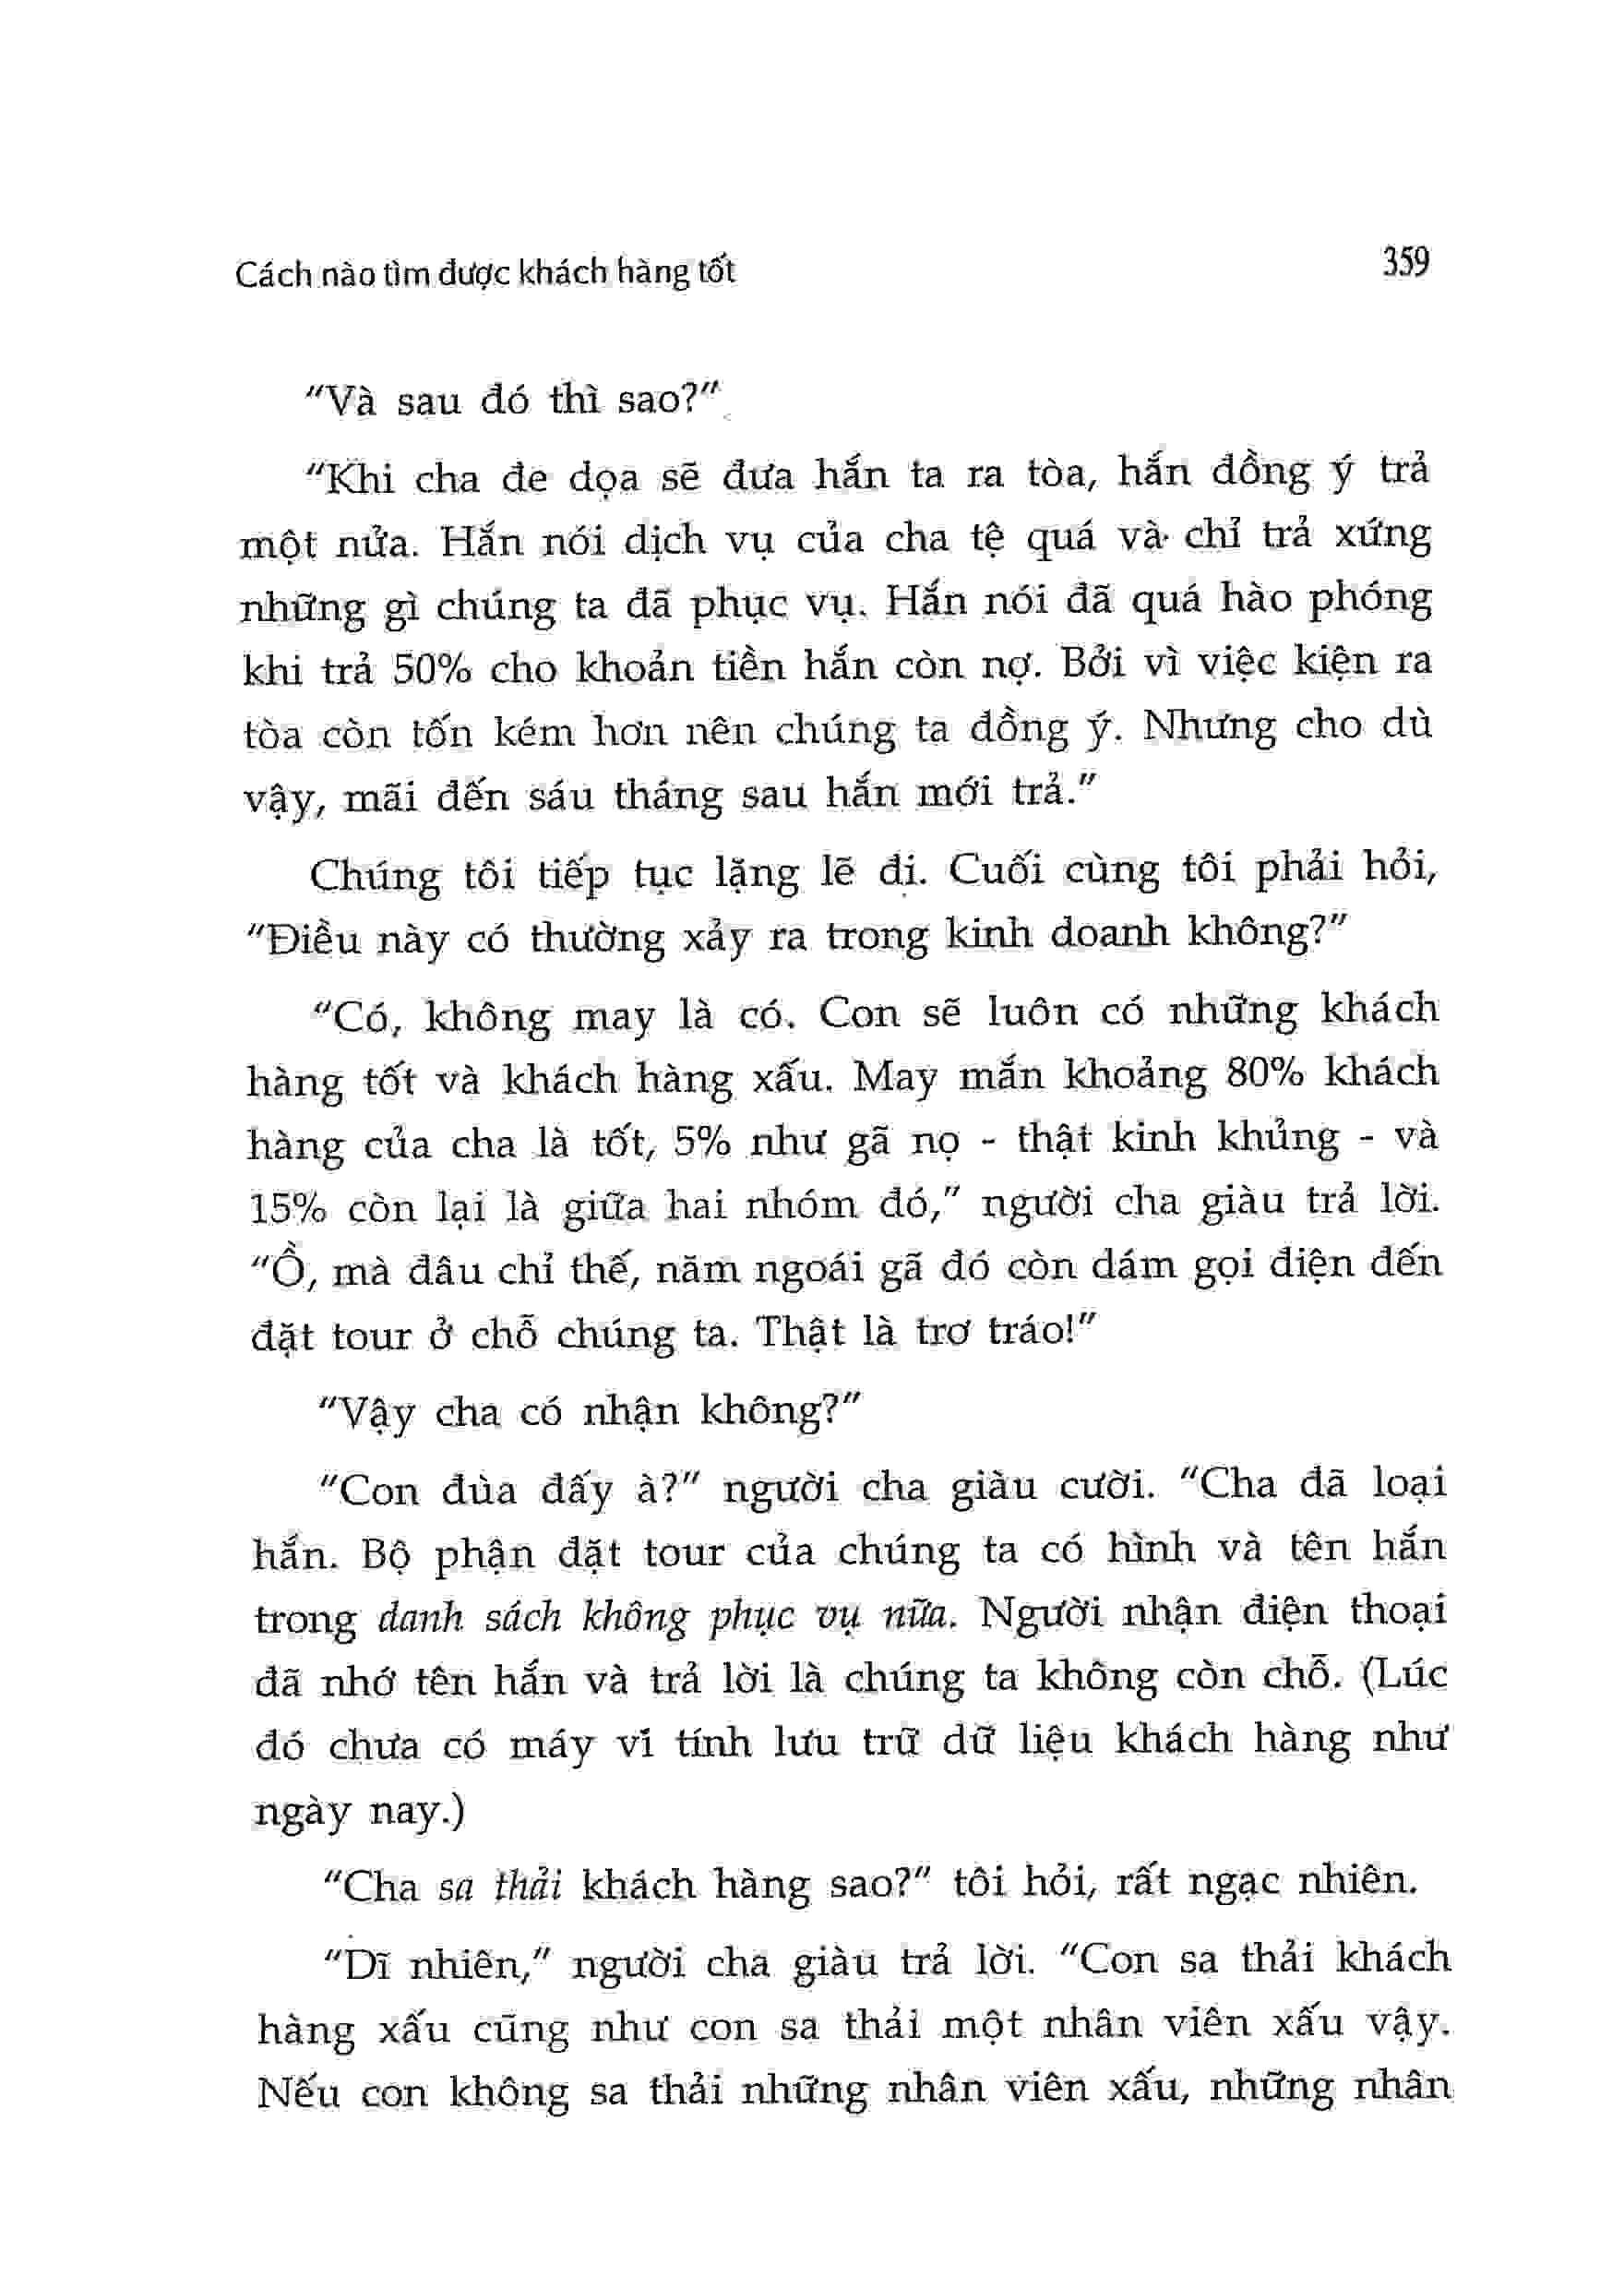 Cách nào tìm được khách hàng tốt
359
"Và sau đó thì sao?"
"Khi cha đe dọa sẽ đưa hắn ta ra tòa, hắn đồng ý trả
một nửa. Hắn nói dịch vụ của cha tệ quá và chỉ trả xứng
những gì chúng ta đã phục vụ. Hắn nói đã quá hào phóng
khi trả 50% cho khoản tiền hắn còn nợ. Bởi vì việc kiện ra
tòa còn tốn kém hơn nên chúng ta đồng ý. Nhưng cho dù
vậy, mãi đến sáu tháng sau hắn mới trả."
Chúng tôi tiếp tục lặng lẽ đi. Cuối cùng tôi phải hỏi,
"Điều này có thường xảy ra trong kinh doanh không?"
"Có, không may là có. Con sẽ luôn có những khách
hàng tốt và khách hàng xấu. May mắn khoảng 80% khách
hàng của cha là tốt, 5% như gã nọ - thật kinh khủng - và
15% còn lại là giữa hai nhóm đó," người cha giàu trả lời.
"Ồ, mà đâu chỉ thế, năm ngoái gã đó còn dám gọi điện đến
đặt tour ở chỗ chúng ta. Thật là trơ tráo!"
"Vậy cha có nhận không?"
"Con đùa đấy à?" người cha giàu cười. "Cha đã loại
hắn. Bộ phận đặt tour của chúng ta có hình và tên hắn
trong danh sách không phục vụ nữa. Người nhận điện thoại
đã nhớ tên hắn và trả lời là chúng ta không còn chỗ. (Lúc
đó chưa có máy vi tính lưu trữ dữ liệu khách hàng như
ngày nay.)
"Cha sa thải khách hàng sao?" tôi hỏi, rất ngạc nhiên.
"Dĩ nhiên," người cha giàu trả lời. "Con sa thải khách
hàng xấu cũng như con sa thải một nhân viên xấu vậy.
Nếu con không sa thải những nhân viên xấu, những nhân